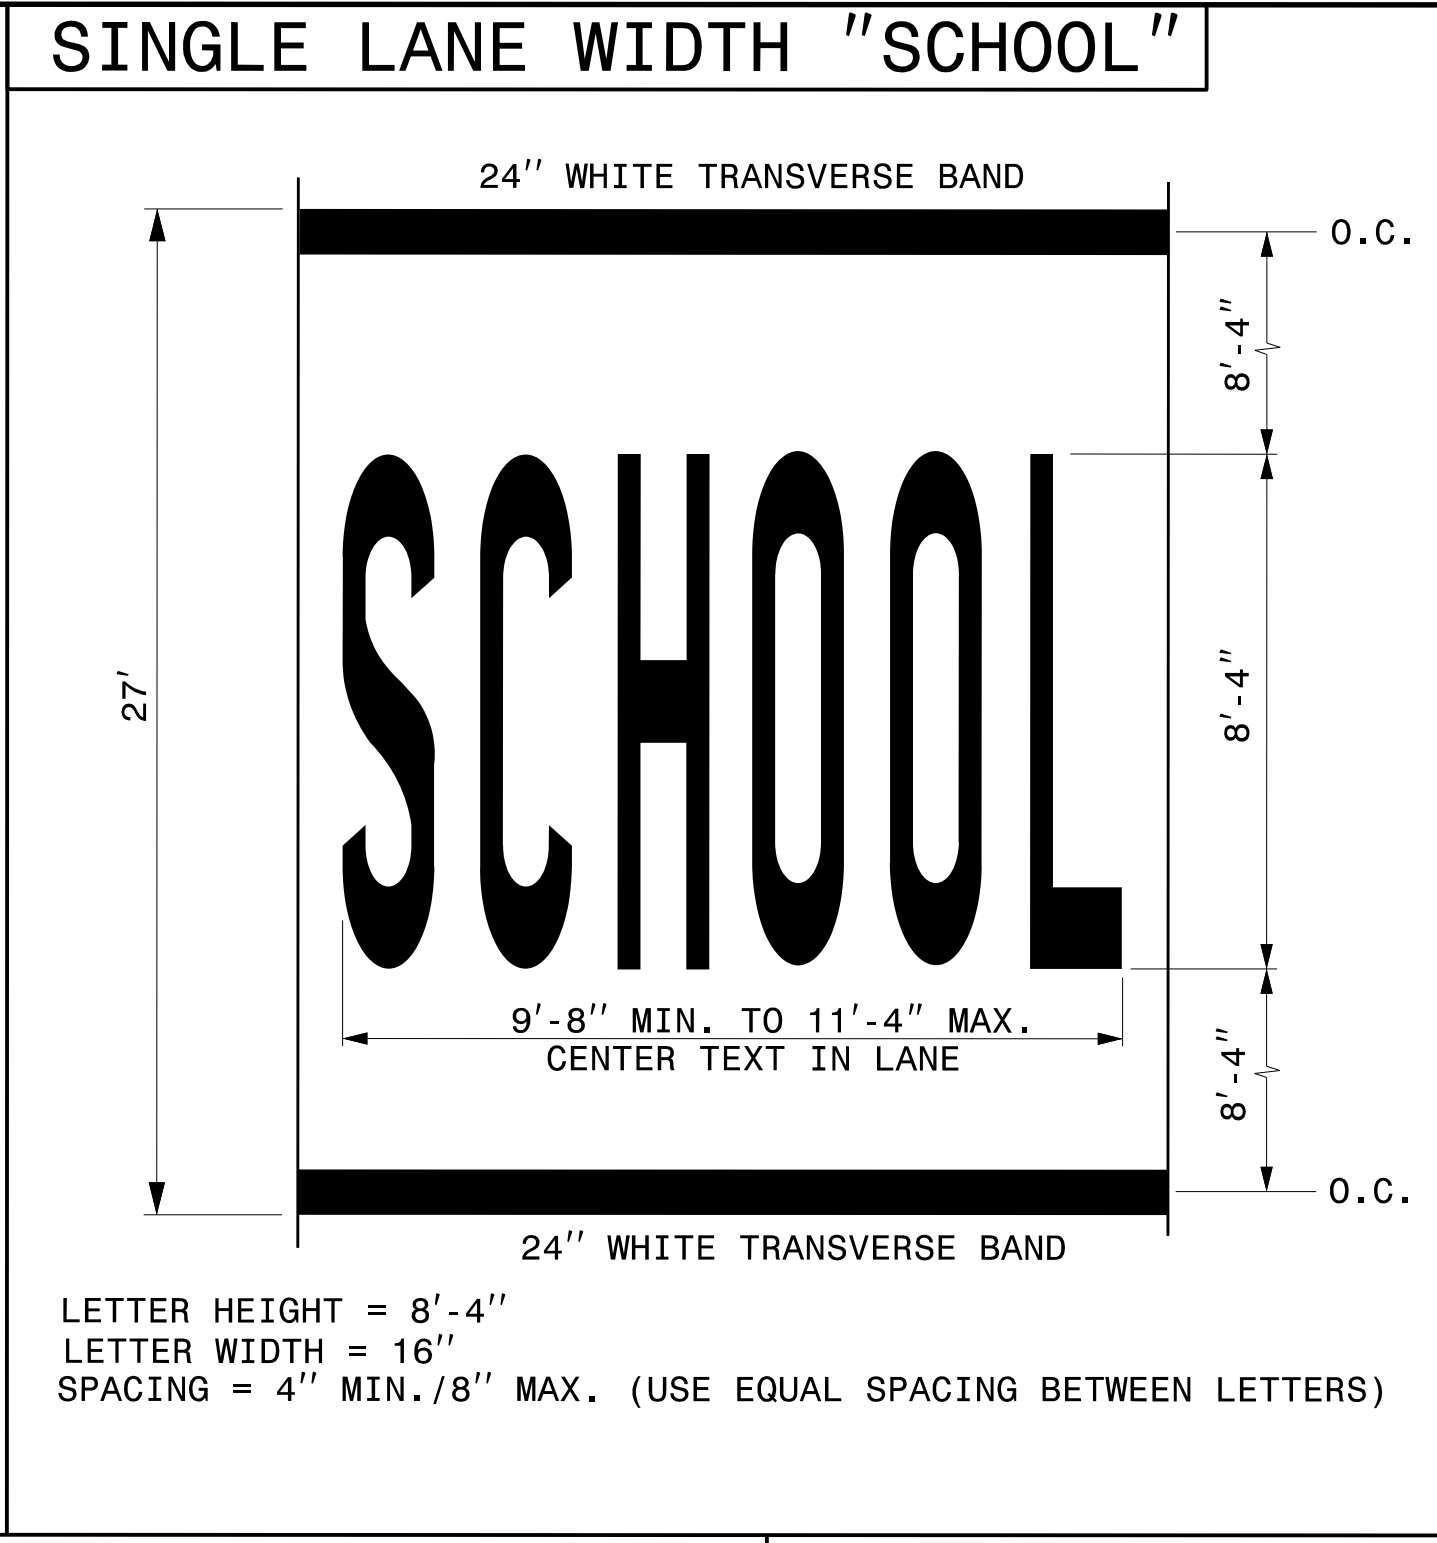 SINGLE LANE WIDTH "SCHOOL"
24" WHITE TRANSVERSE BAND
O.C.
8'-4"
SCHOOL
27'
8'-4"
9'-8" MIN. TO 11'-4" MAX.
CENTER TEXT IN LANE
8'-4"
O.C.
24" WHITE TRANSVERSE BAND
LETTER HEIGHT = 8'-4"
LETTER WIDTH = 16"
SPACING = 4" MIN./8" MAX. (USE EQUAL SPACING BETWEEN LETTERS)